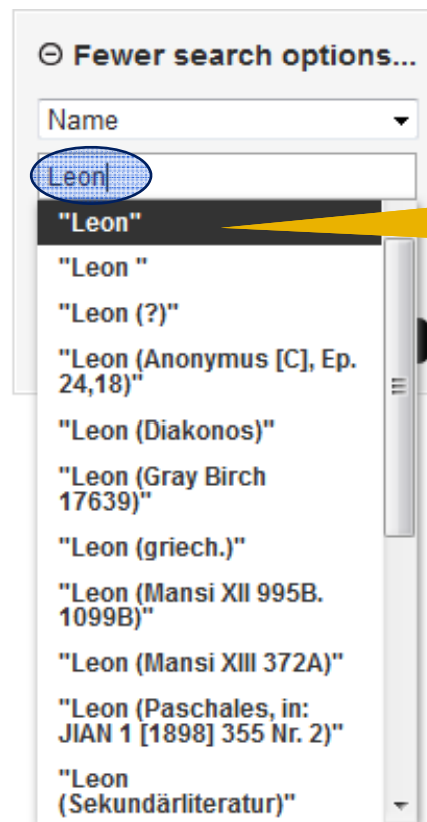 ⊖ Fewer search options...
Name
Leon
"Leon"
"Leon "
"Leon (?)"
"Leon (Anonymus [C], Ep.
24,18)"
"Leon (Diakonos)"
"Leon (Gray Birch
17639)"
"Leon (griech.)"
"Leon (Mansi XII 995B.
1099B)"
"Leon (Mansi XIII 372A)"
"Leon (Paschales, in:
JIAN 1 [1898] 355 Nr. 2)"
"Leon
(Sekundärliteratur)"